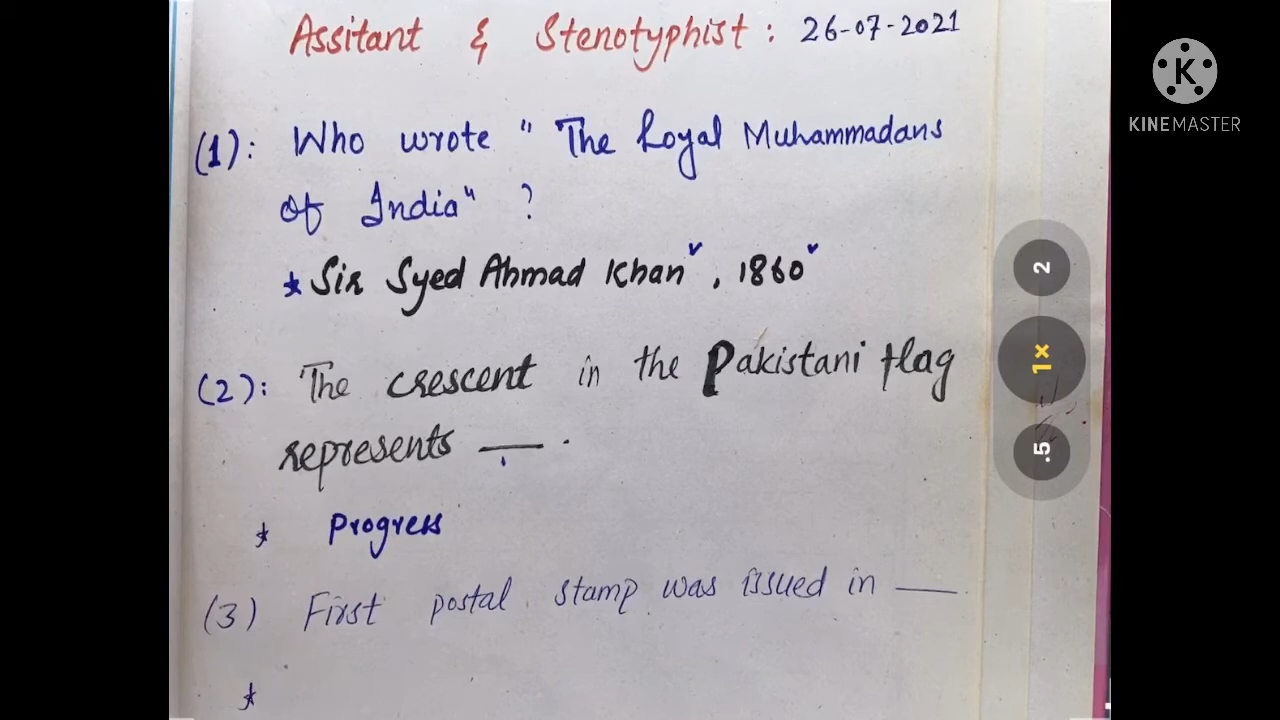 Assitant & Stenotyphist : 26-07-2021
(1): Who wrote " The Loyal Muhammadans
of India" ?
* Sir Syed Ahmad Khan, 1860
(2): The crescent in the Pakistani flag
represents —.
* Progress
(3) First postal stamp was issued in —
*
K
KINEMASTER
2
1×
.5